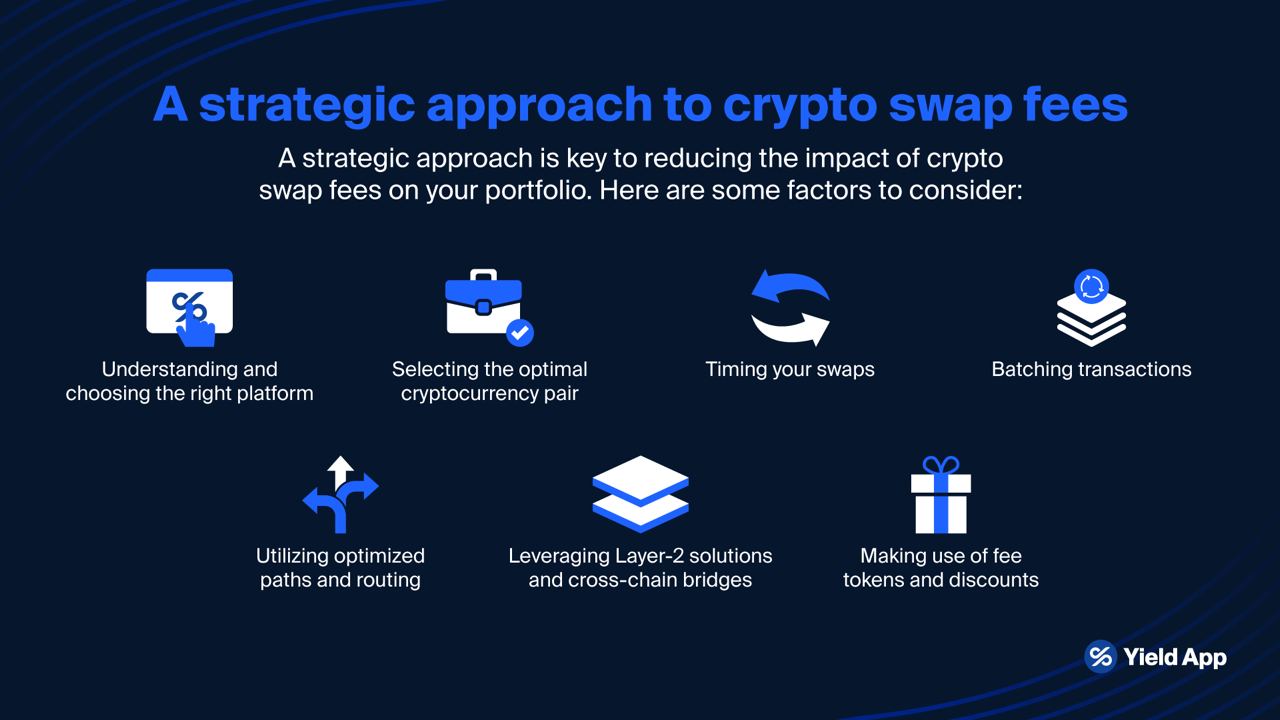 A strategic approach to crypto swap fees
A strategic approach is key to reducing the impact of crypto
swap fees on your portfolio. Here are some factors to consider:
Understanding and
choosing the right platform
Selecting the optimal
cryptocurrency pair
Timing your swaps
Batching transactions
Utilizing optimized
paths and routing
Leveraging Layer-2 solutions
and cross-chain bridges
Making use of fee
tokens and discounts
Yield App